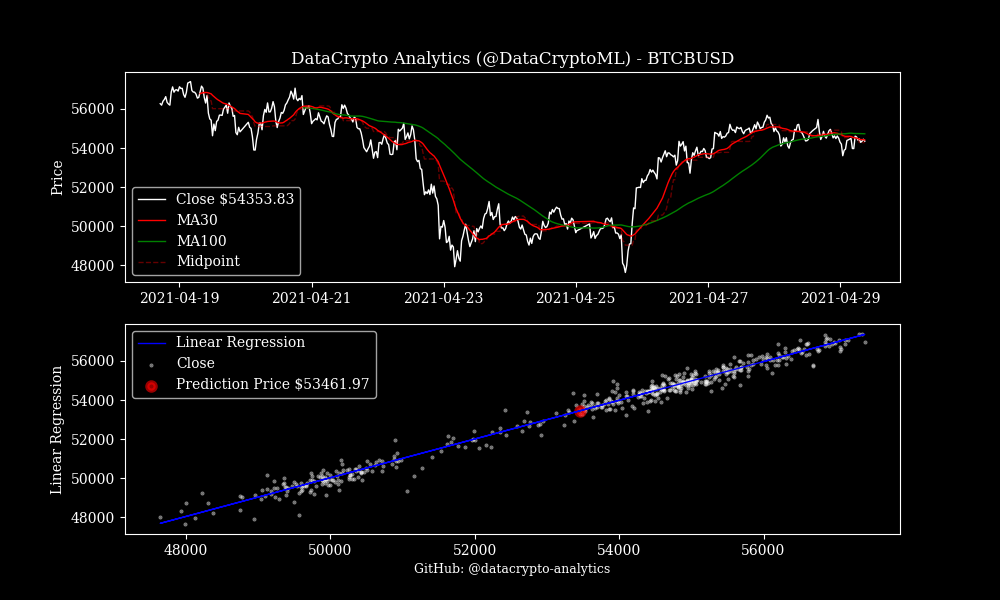 DataCrypto Analytics (@DataCryptoML) - BTCBUSD
Price
56000
54000
52000
50000
48000
Close $54353.83
MA30
MA100
Midpoint
2021-04-19 2021-04-21 2021-04-23 2021-04-25 2021-04-27 2021-04-29
Linear Regression
56000
54000
52000
50000
48000
Linear Regression
Close
Prediction Price $53461.97
48000 50000 52000 54000 56000
GitHub: @datacrypto-analytics